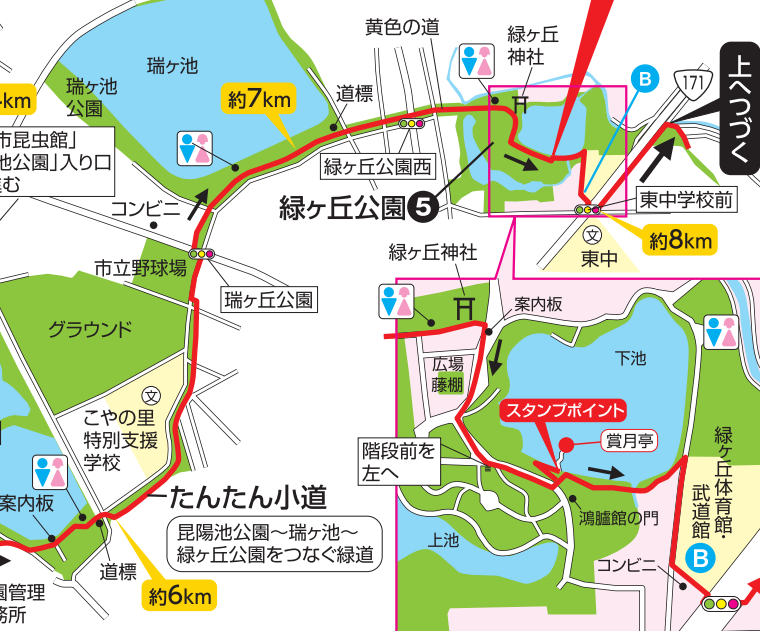 黄色の道
緑ヶ丘
神社
瑞ヶ池
瑞ヶ池
公園
171
B
上へつづく
km
約7km
道標
市昆虫館」
池公園」入り口
進む
緑ヶ丘公園西
コンビニ
緑ヶ丘公園5
東中学校前
文
東中
約8km
市立野球場
瑞ヶ丘公園
緑ヶ丘神社
案内板
グラウンド
下池
広場
藤棚
スタンプポイント
賞月亭
文
こやの里
特別支援
学校
階段前を
左へ
緑ヶ丘体育館・
武道館
案内板
たんたん小道
昆陽池公園〜瑞ヶ池〜
緑ヶ丘公園をつなぐ緑道
鴻臚館の門
上池
コンビニ
B
道標
約6km
園管理
務所